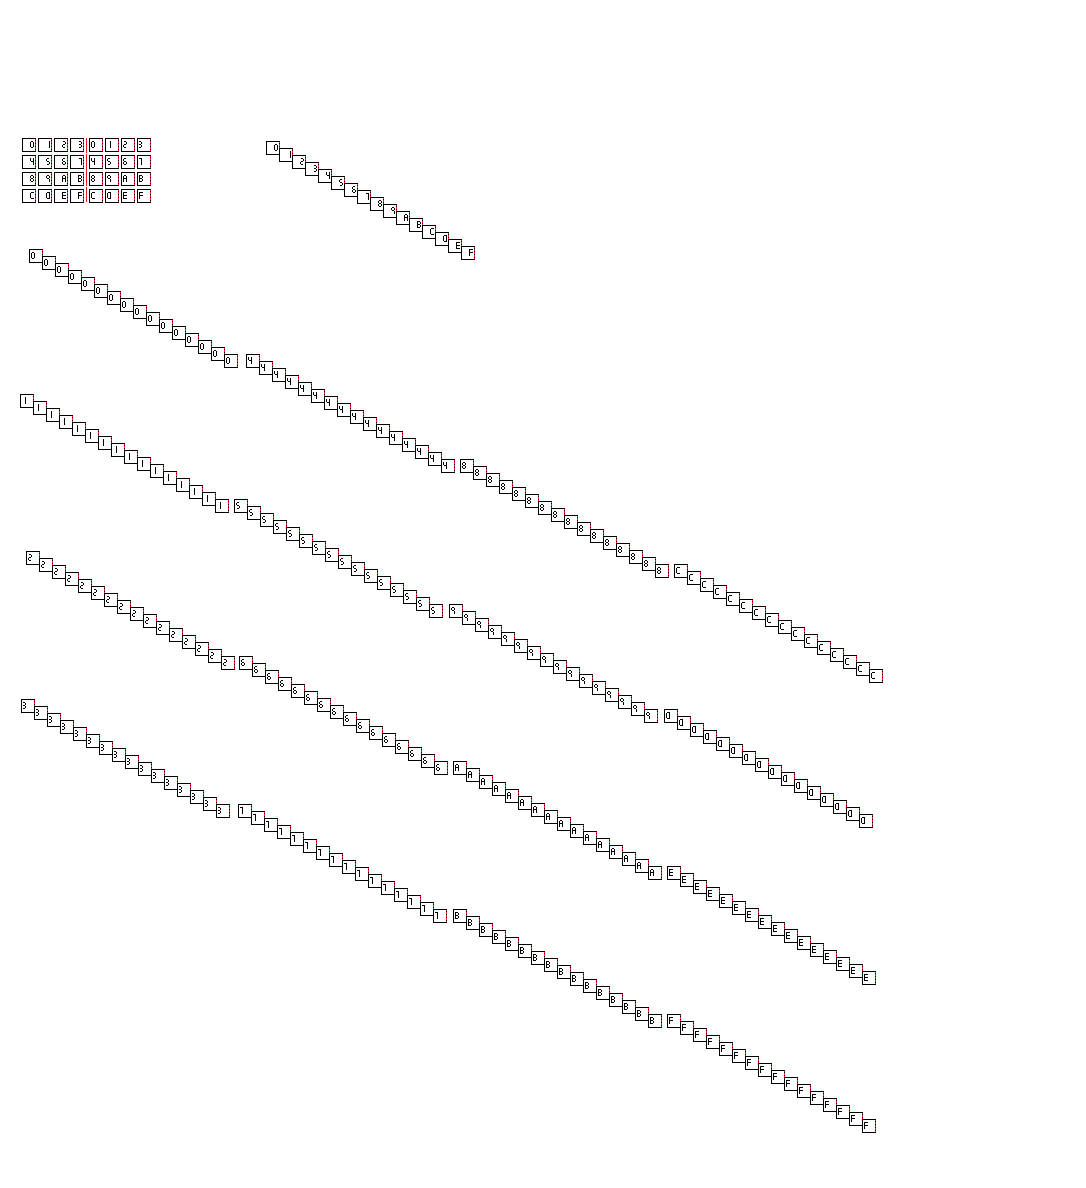 0 1 2 3 0 1 2 3
4 5 6 7 4 5 6 7
8 9 A B 8 9 A B
C D E F C D E F
0 1 2 3 4 5 6 7 8 9 A B C D E F
0 0 0 0 0 0 0 0 0 0 0 0 0 0 0 0
4 4 4 4 4 4 4 4 4 4 4 4 4 4 4 4
8 8 8 8 8 8 8 8 8 8 8 8 8 8 8 8
C C C C C C C C C C C C C C C C
1 1 1 1 1 1 1 1 1 1 1 1 1 1 1 1
5 5 5 5 5 5 5 5 5 5 5 5 5 5 5 5
9 9 9 9 9 9 9 9 9 9 9 9 9 9 9 9
D D D D D D D D D D D D D D D D
2 2 2 2 2 2 2 2 2 2 2 2 2 2 2 2
6 6 6 6 6 6 6 6 6 6 6 6 6 6 6 6
A A A A A A A A A A A A A A A A
E E E E E E E E E E E E E E E E
3 3 3 3 3 3 3 3 3 3 3 3 3 3 3 3
7 7 7 7 7 7 7 7 7 7 7 7 7 7 7 7
B B B B B B B B B B B B B B B B
F F F F F F F F F F F F F F F F